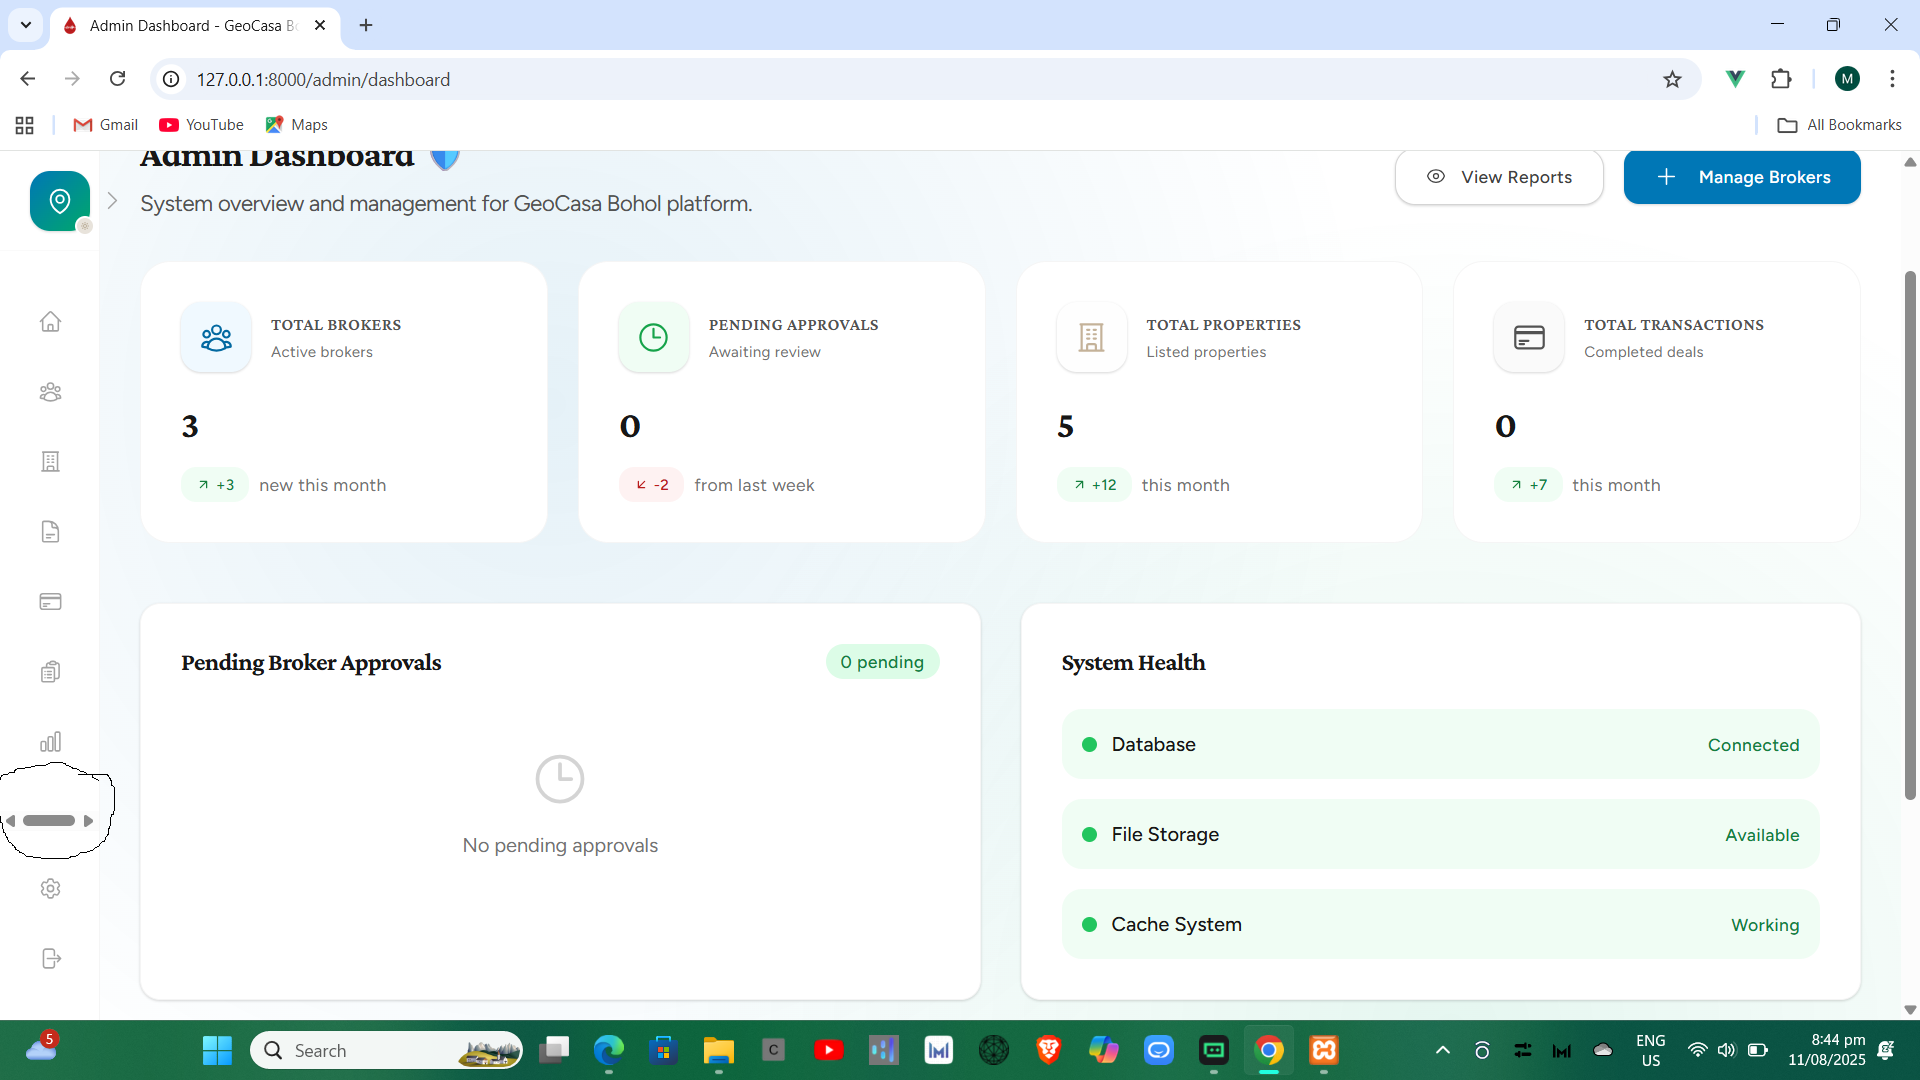 Admin Dashboard - GeoCasa Bo
127.0.0.1:8000/admin/dashboard
M
Gmail
YouTube
Maps
All Bookmarks
Admin Dashboard
System overview and management for GeoCasa Bohol platform.
View Reports
Manage Brokers
TOTAL BROKERS
Active brokers
3
+3
new this month
PENDING APPROVALS
Awaiting review
0
-2
from last week
TOTAL PROPERTIES
Listed properties
5
+12
this month
TOTAL TRANSACTIONS
Completed deals
0
+7
this month
Pending Broker Approvals
0 pending
No pending approvals
System Health
Database
Connected
File Storage
Available
Cache System
Working
5
Search
C
ENG
US
8:44 pm
11/08/2025